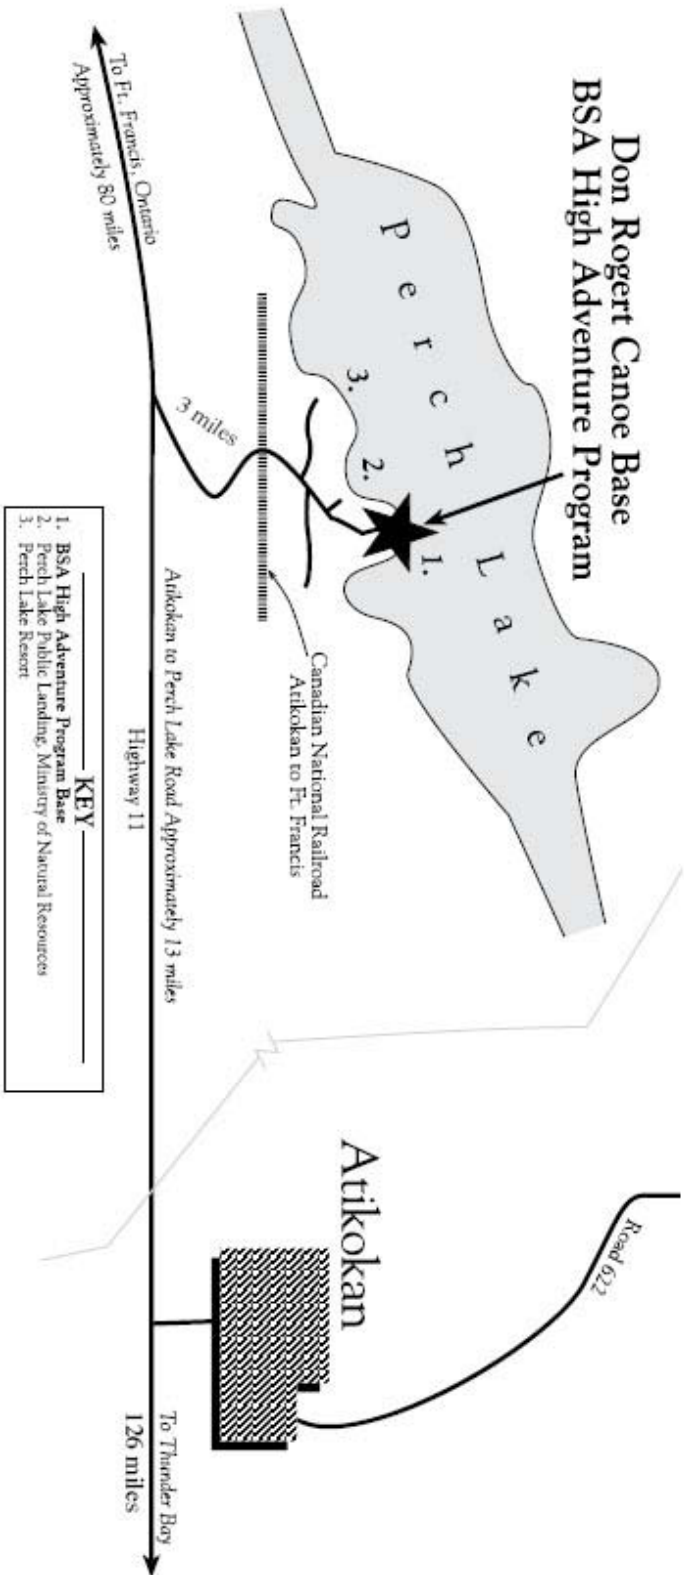 Don Rogert Canoe Base
BSA High Adventure Program
Perch Lake
1.
2.
3.
To Ft. Francis, Ontario
Approximately 80 miles
3 miles
Canadian National Railroad
Atikokan to Ft. Francis
Atikokan to Perch Lake Road Approximately 13 miles
Highway 11
Road 622
Atikokan
To Thunder Bay
126 miles
KEY
1. BSA High Adventure Program Base
2. Perch Lake Public Landing, Ministry of Natural Resources
3. Perch Lake Resort